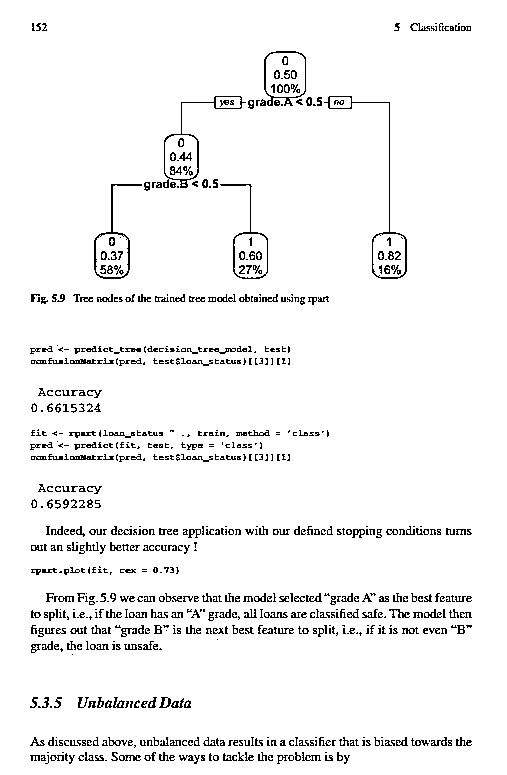 152 5 Classification
0
0.50
100%
yes grade.A < 0.5 no
0
0.44
84%
grade.B < 0.5
0 1 1
0.37 0.60 0.82
58% 27% 16%
Fig. 5.9 Tree nodes of the trained tree model obtained using rpart
pred <- predict_tree(decision_tree_model, test)
confusionMatrix(pred, test$loan_status)[[3]][1]
Accuracy
0.6615324
fit <- rpart(loan_status ~ ., train, method = 'class')
pred <- predict(fit, test, type = 'class')
confusionMatrix(pred, test$loan_status)[[3]][1]
Accuracy
0.6592285
Indeed, our decision tree application with our defined stopping conditions turns
out an slightly better accuracy !
rpart.plot(fit, cex = 0.73)
From Fig. 5.9 we can observe that the model selected “grade A” as the best feature
to split, i.e., if the loan has an “A” grade, all loans are classified safe. The model then
figures out that “grade B” is the next best feature to split, i.e., if it is not even “B”
grade, the loan is unsafe.
5.3.5 Unbalanced Data
As discussed above, unbalanced data results in a classifier that is biased towards the
majority class. Some of the ways to tackle the problem is by